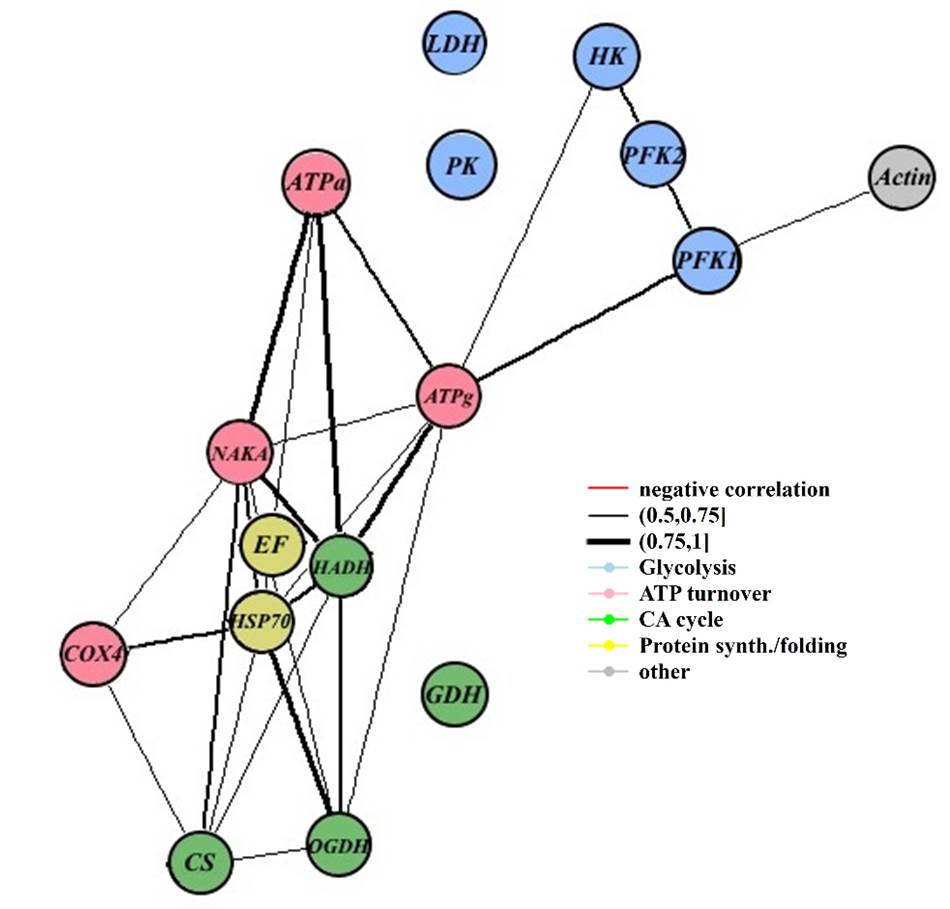 LDH
HK
PFK2
PK
ATPa
Actin
PFK1
ATPg
NAKA
EF
HADH
HSP70
COX4
GDH
CS
OGDH
negative correlation
(0.5,0.75]
(0.75,1]
Glycolysis
ATP turnover
CA cycle
Protein synth./folding
other